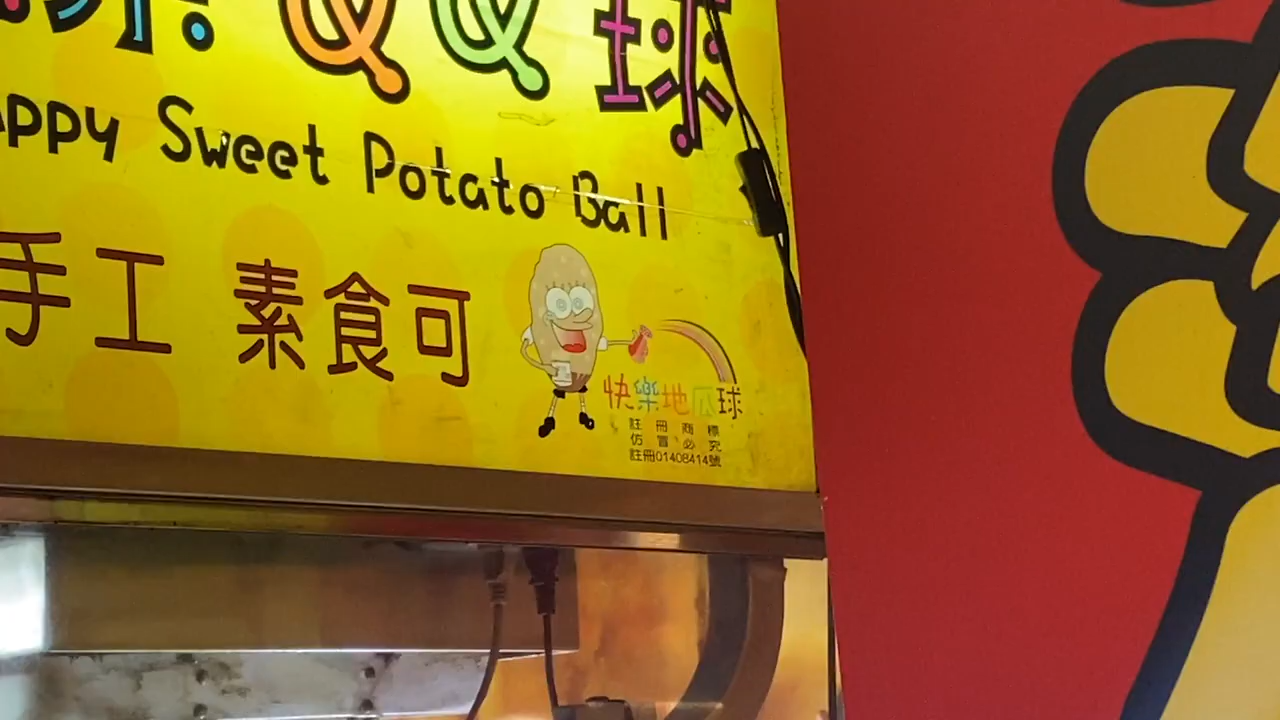 QQ球
Happy Sweet Potato Ball
手工 素食可
快樂地瓜球
註冊商標
仿冒必究
註冊01408414號